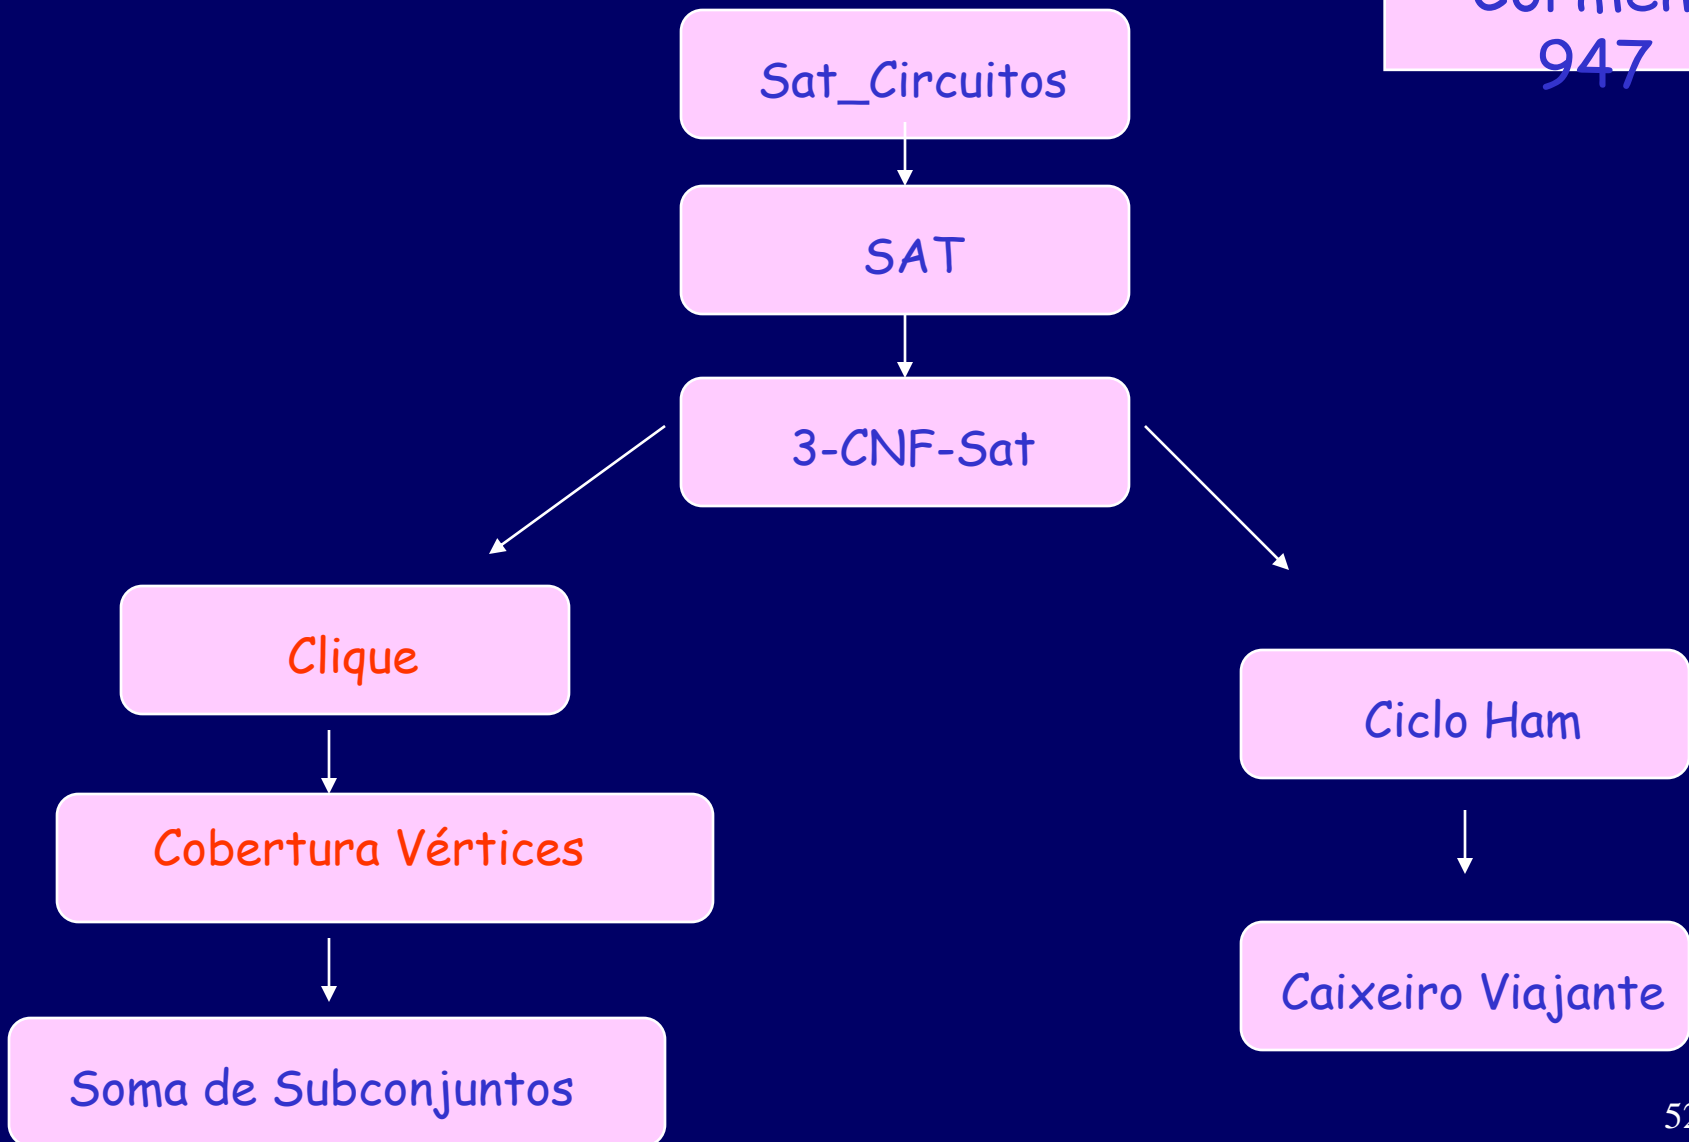 947
Sat_Circuitos
SAT
3-CNF-Sat
Clique
Ciclo Ham
Cobertura Vértices
Caixeiro Viajante
Soma de Subconjuntos